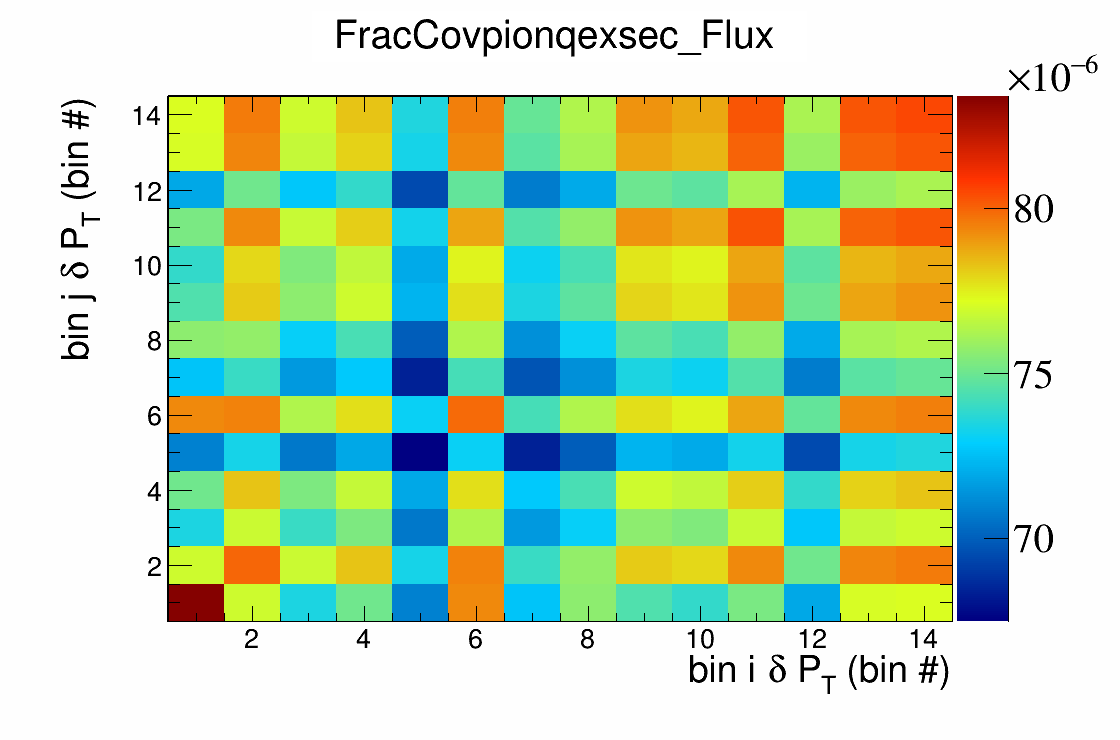 FracCovpionqexsec_Flux
×10⁻⁶
bin j δ P_T (bin #)
14
12
10
8
6
4
2
80
75
70
2 4 6 8 10 12 14
bin i δ P_T (bin #)